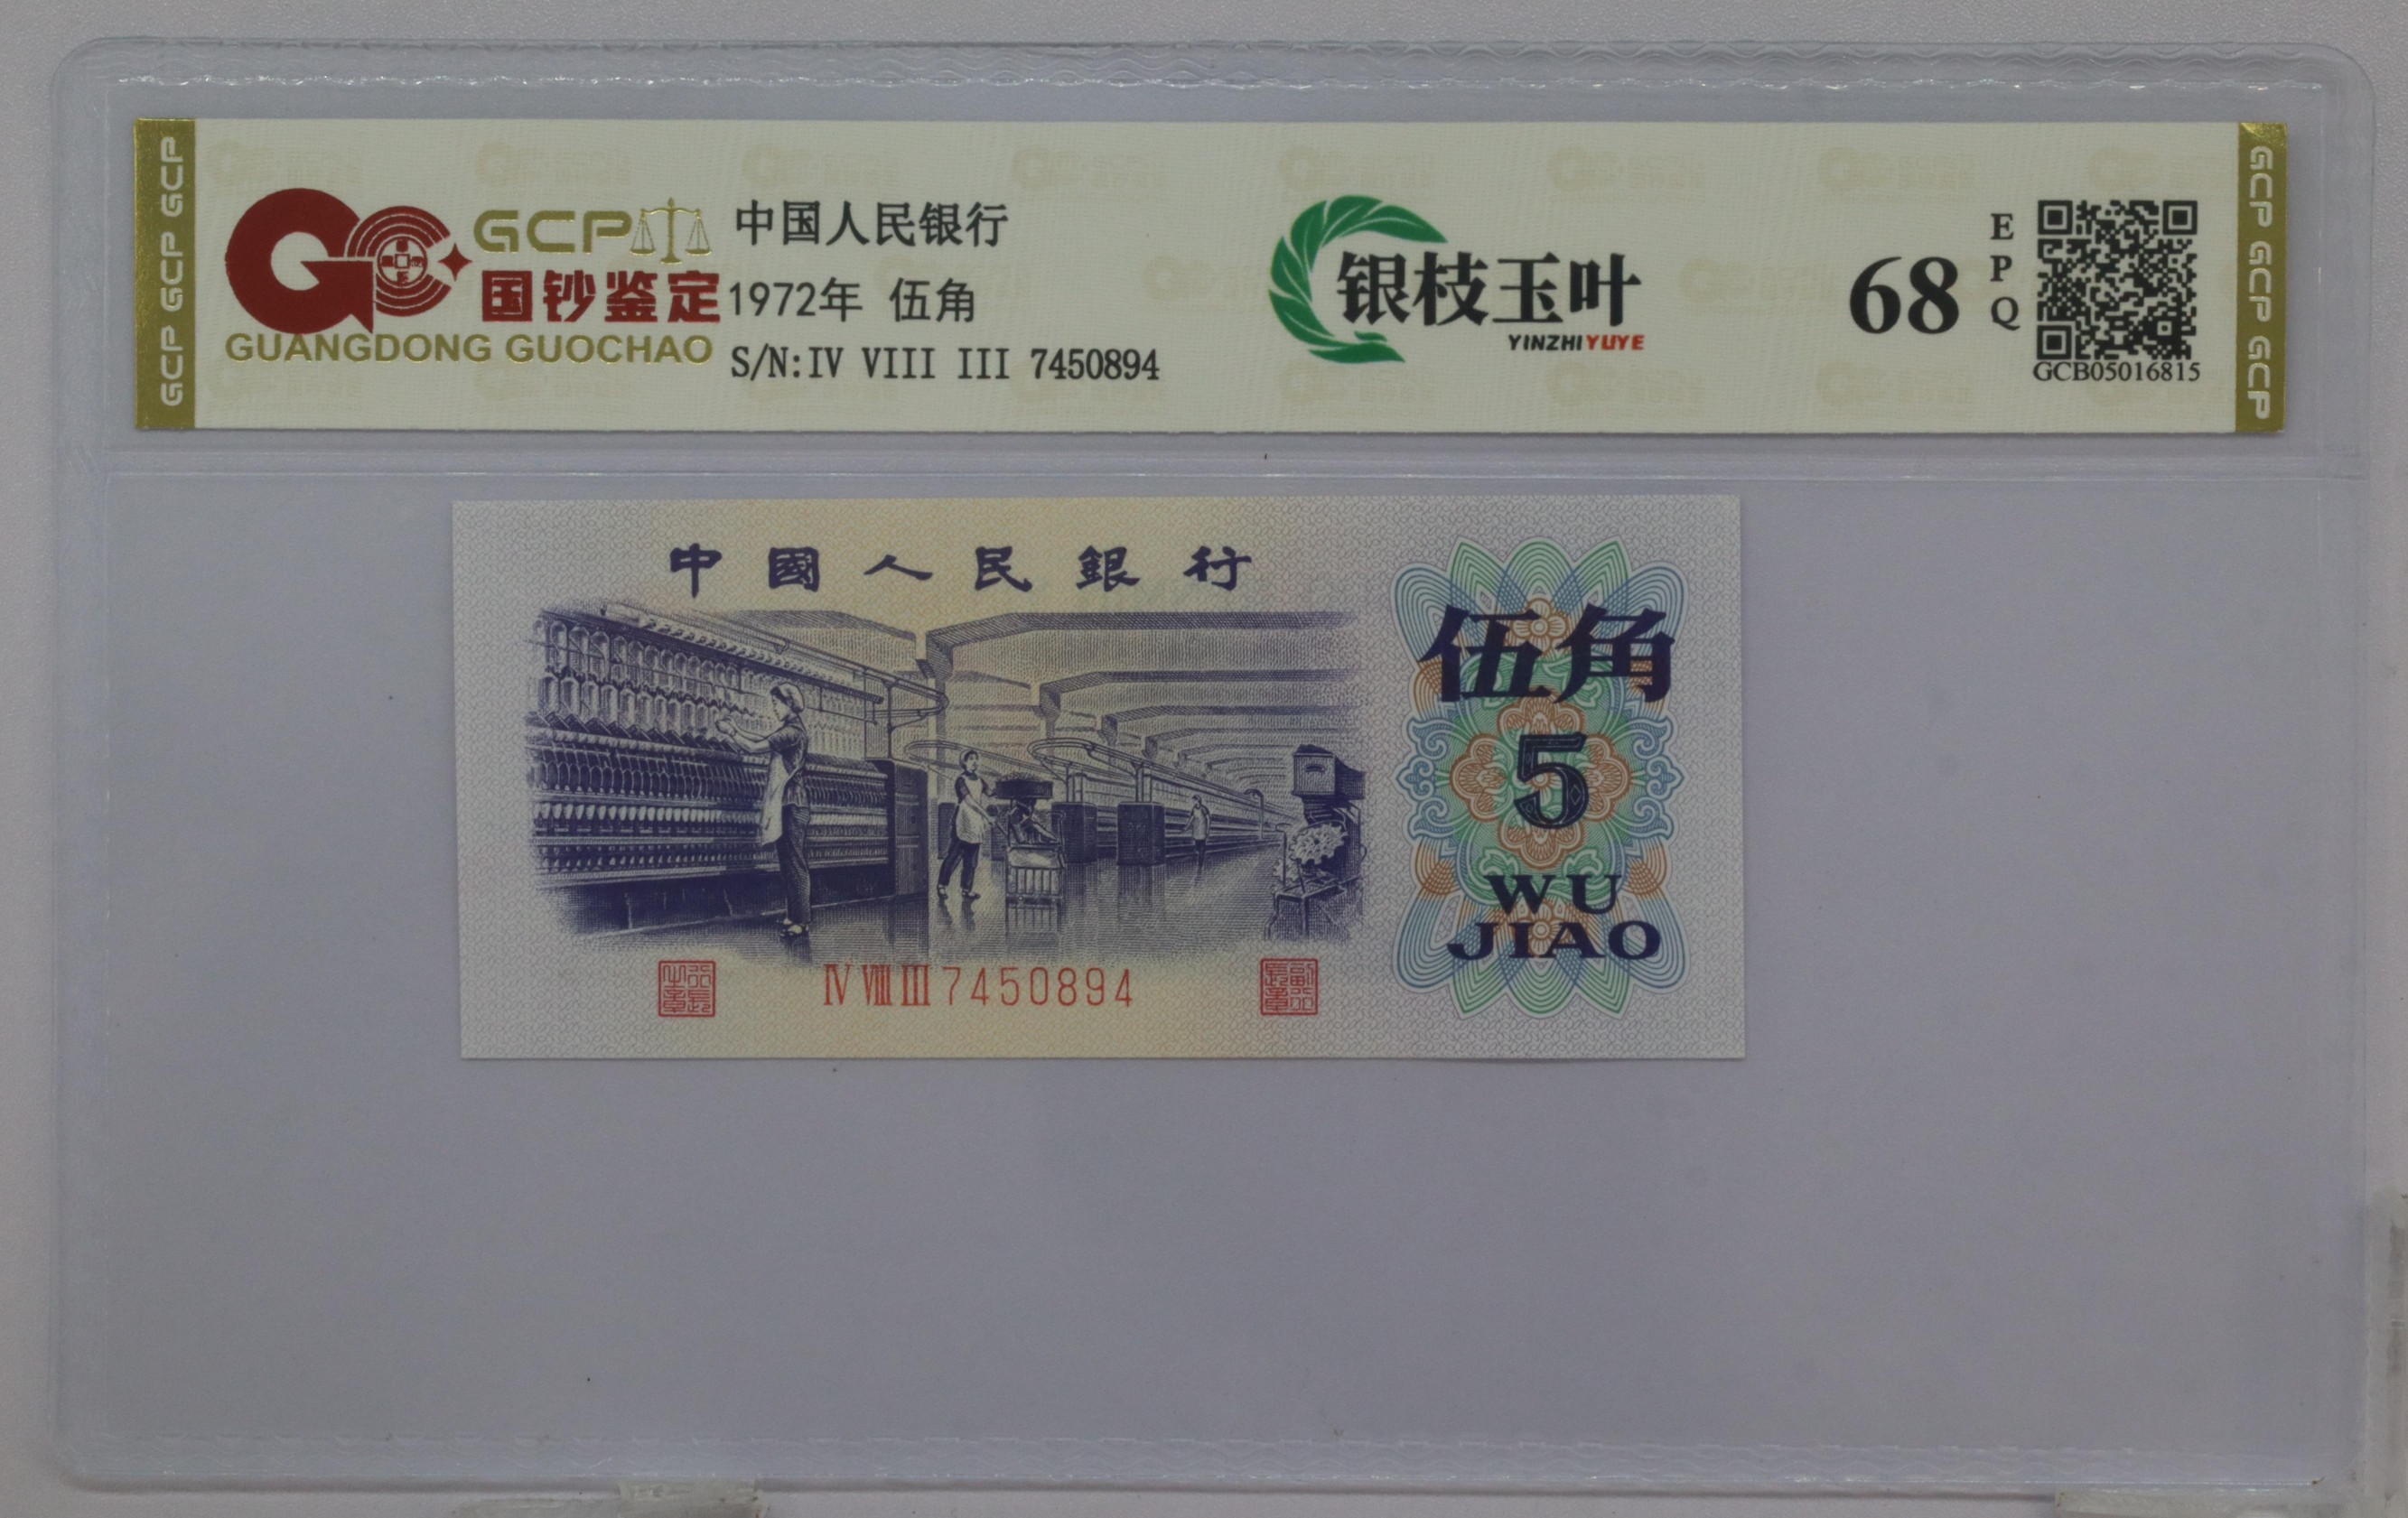 GCP GCP GCP
GCP
国钞鉴定
GUANGDONG GUOCHAO
中国人民银行
1972年 伍角
S/N:IV VIII III 7450894
银枝玉叶
YINZHIYUYE
68
EPQ
GCB05016815
GCP GCP GCP
中國人民銀行
伍角
5
WU
JIAO
IV VIII III 7450894